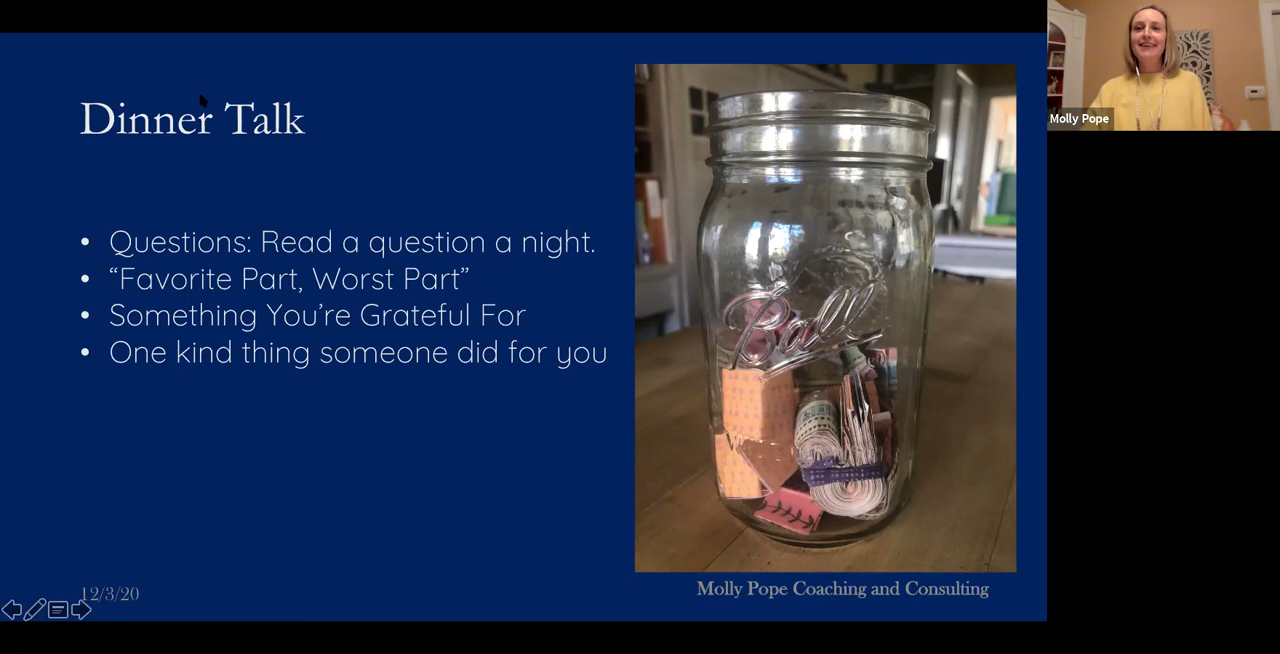 Dinner Talk
• Questions: Read a question a night.
• “Favorite Part, Worst Part”
• Something You’re Grateful For
• One kind thing someone did for you
Ball
12/3/20
Molly Pope Coaching and Consulting
Molly Pope